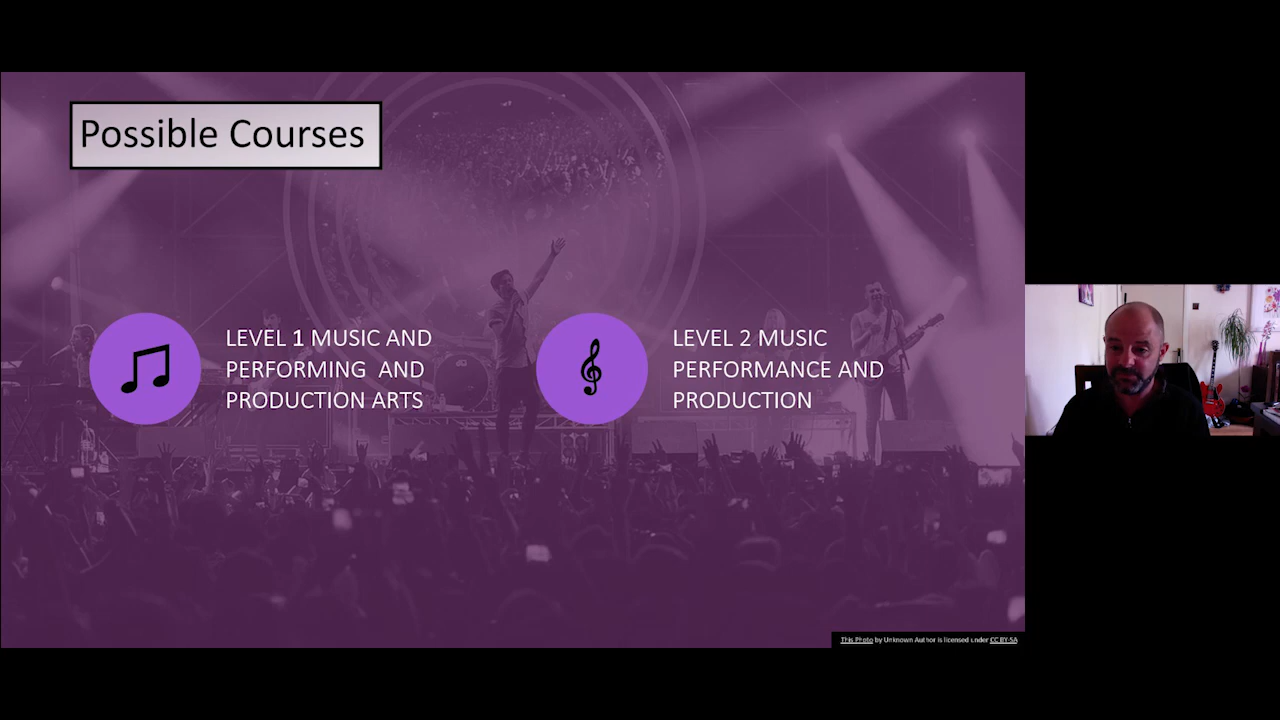 Possible Courses
LEVEL 1 MUSIC AND
PERFORMING AND
PRODUCTION ARTS
LEVEL 2 MUSIC
PERFORMANCE AND
PRODUCTION
This Photo by Unknown Author is licensed under CC BY-SA